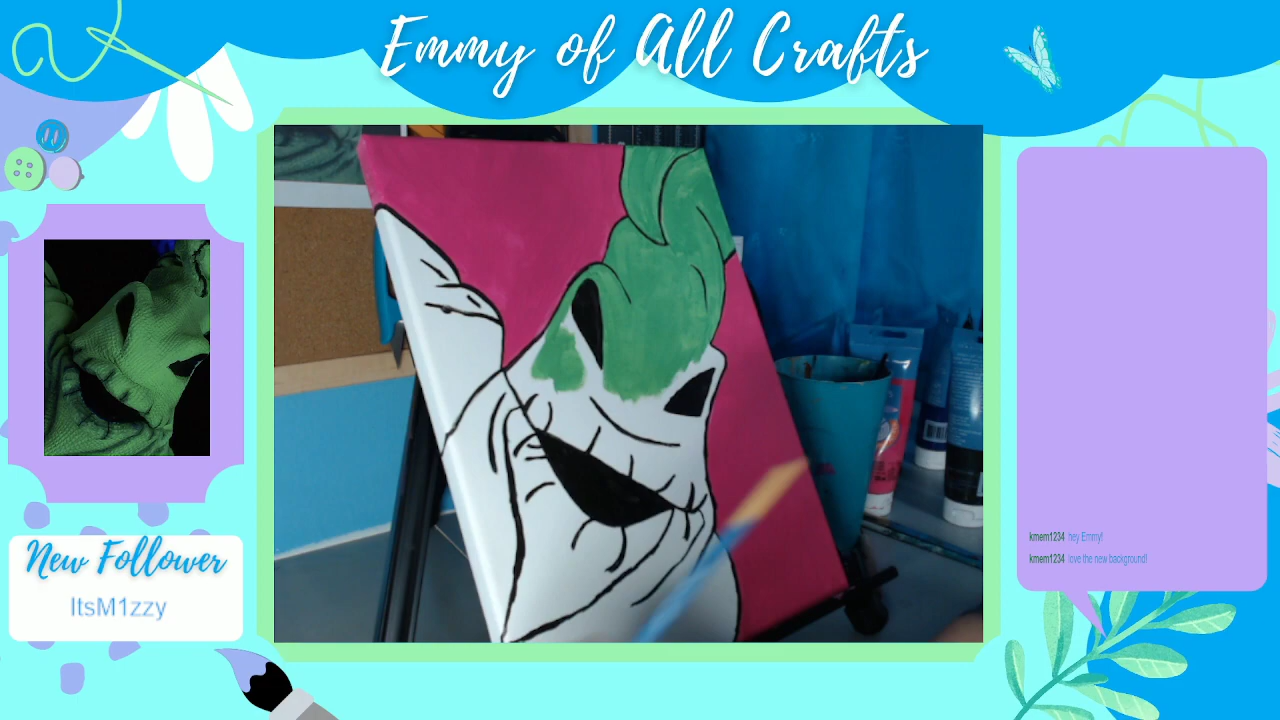 Emmy of All Crafts
kmem1234 hey Emmy!
kmem1234 love the new background!
New Follower
ItsM1zzy